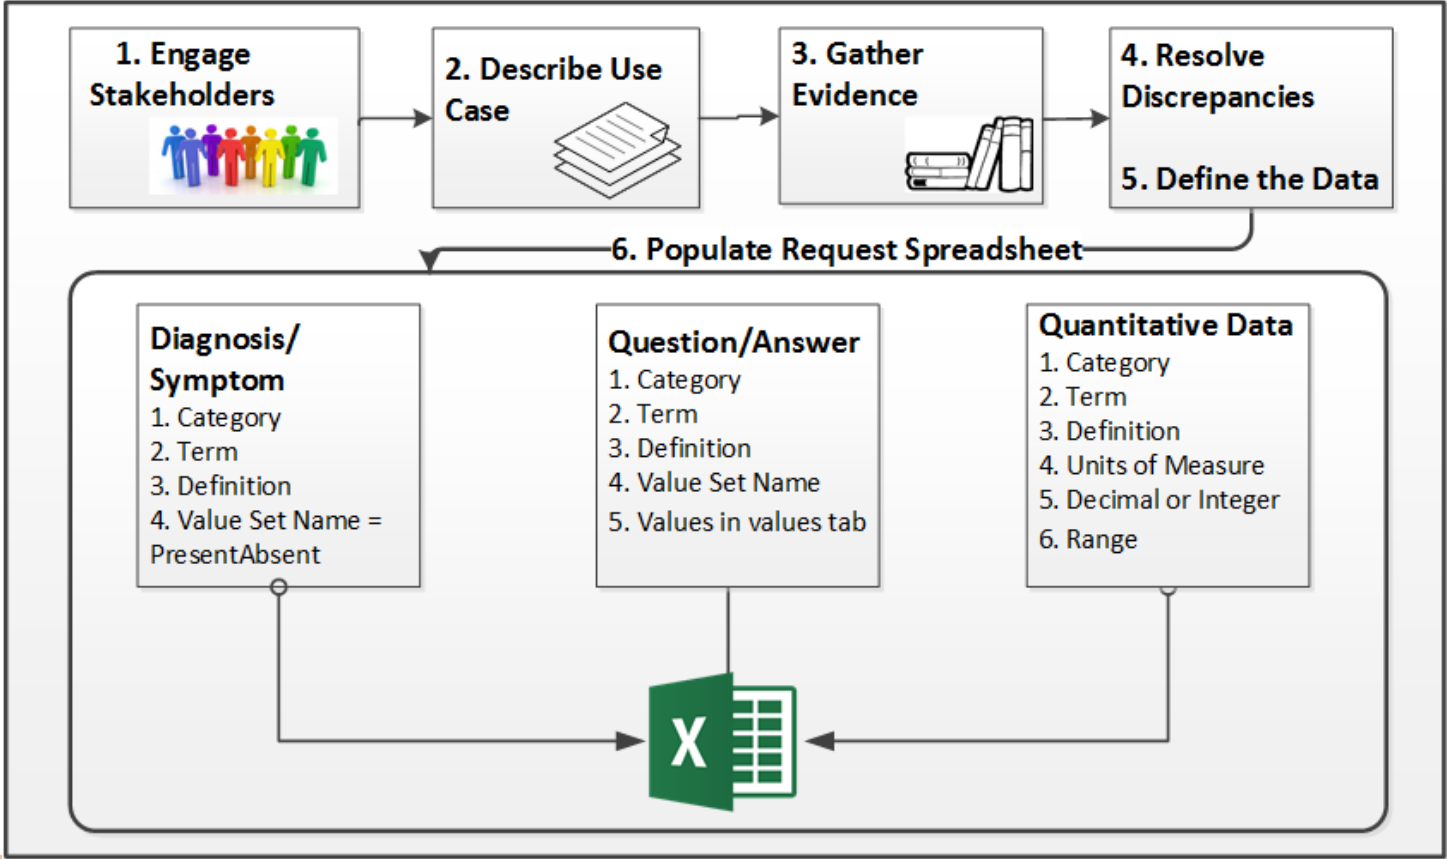 1. Engage
Stakeholders
2. Describe Use
Case
3. Gather
Evidence
4. Resolve
Discrepancies
5. Define the Data
6. Populate Request Spreadsheet
Diagnosis/
Symptom
1. Category
2. Term
3. Definition
4. Value Set Name =
PresentAbsent
Question/Answer
1. Category
2. Term
3. Definition
4. Value Set Name
5. Values in values tab
Quantitative Data
1. Category
2. Term
3. Definition
4. Units of Measure
5. Decimal or Integer
6. Range
X